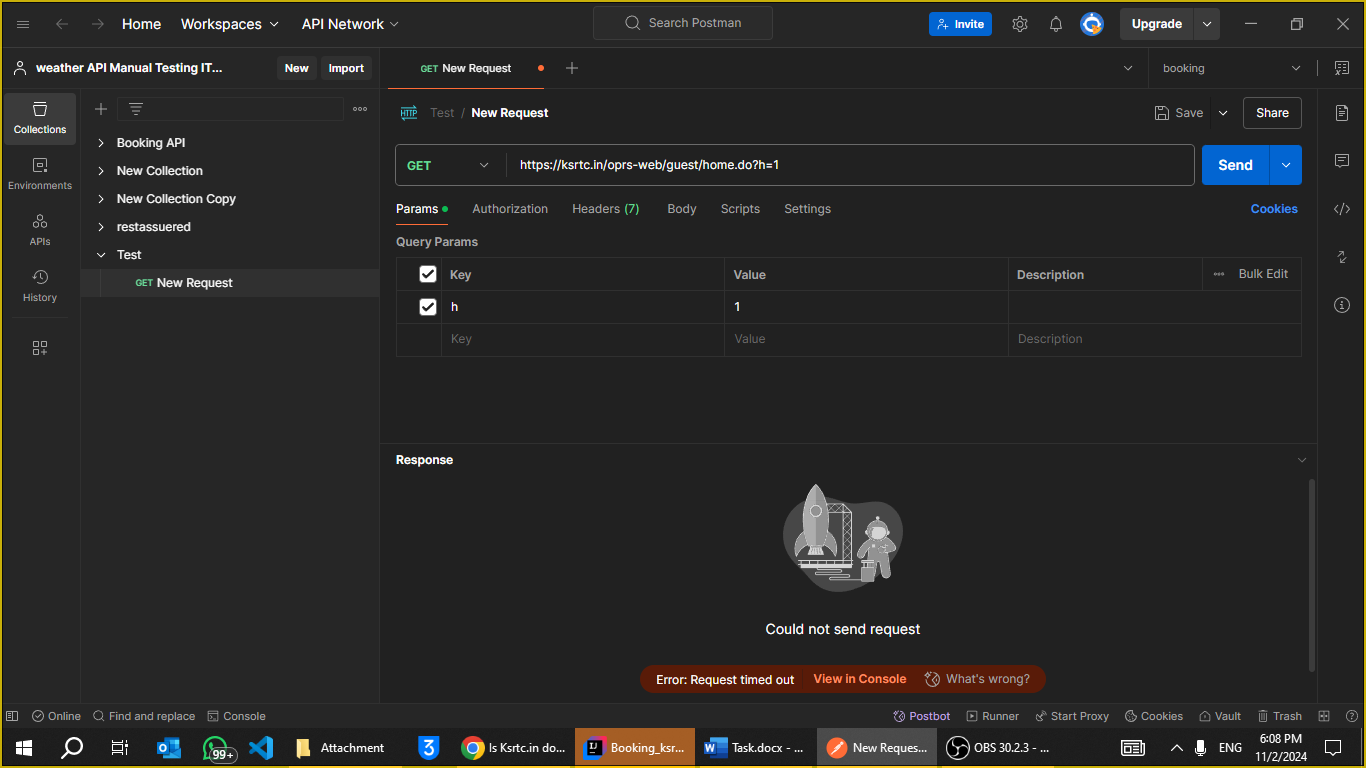 Home Workspaces API Network Search Postman Invite Upgrade
weather API Manual Testing IT... New Import GET New Request booking
Collections
Environments
APIs
History
Booking API
New Collection
New Collection Copy
restassuered
Test
GET New Request
HTTP Test / New Request Save Share
GET https://ksrtc.in/oprs-web/guest/home.do?h=1 Send
Params Authorization Headers (7) Body Scripts Settings Cookies
Query Params
Key Value Description Bulk Edit
h 1
Key Value Description
Response
Could not send request
Error: Request timed out View in Console What's wrong?
Online Find and replace Console Postbot Runner Start Proxy Cookies Vault Trash
99+ Attachment 3 Is Ksrtc.in do... IJ Booking_ksr... W Task.docx - ... New Reques... OBS 30.2.3 - ... ENG 6:08 PM
11/2/2024